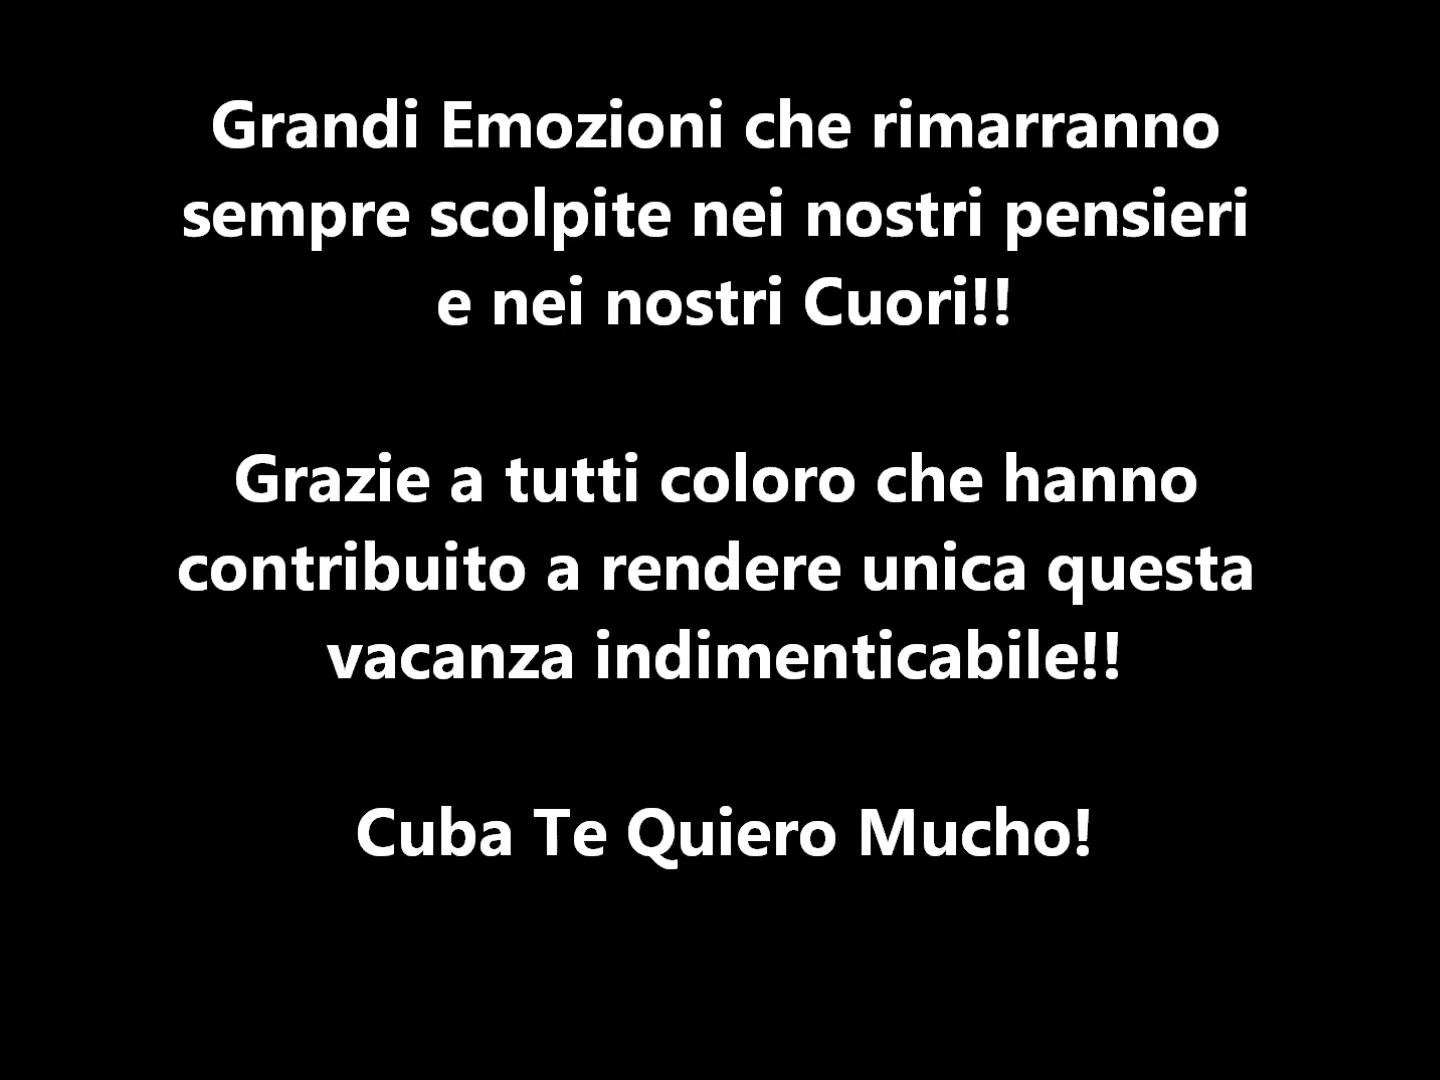 Grandi Emozioni che rimarranno
sempre scolpite nei nostri pensieri
e nei nostri Cuori!!
Grazie a tutti coloro che hanno
contribuito a rendere unica questa
vacanza indimenticabile!!
Cuba Te Quiero Mucho!